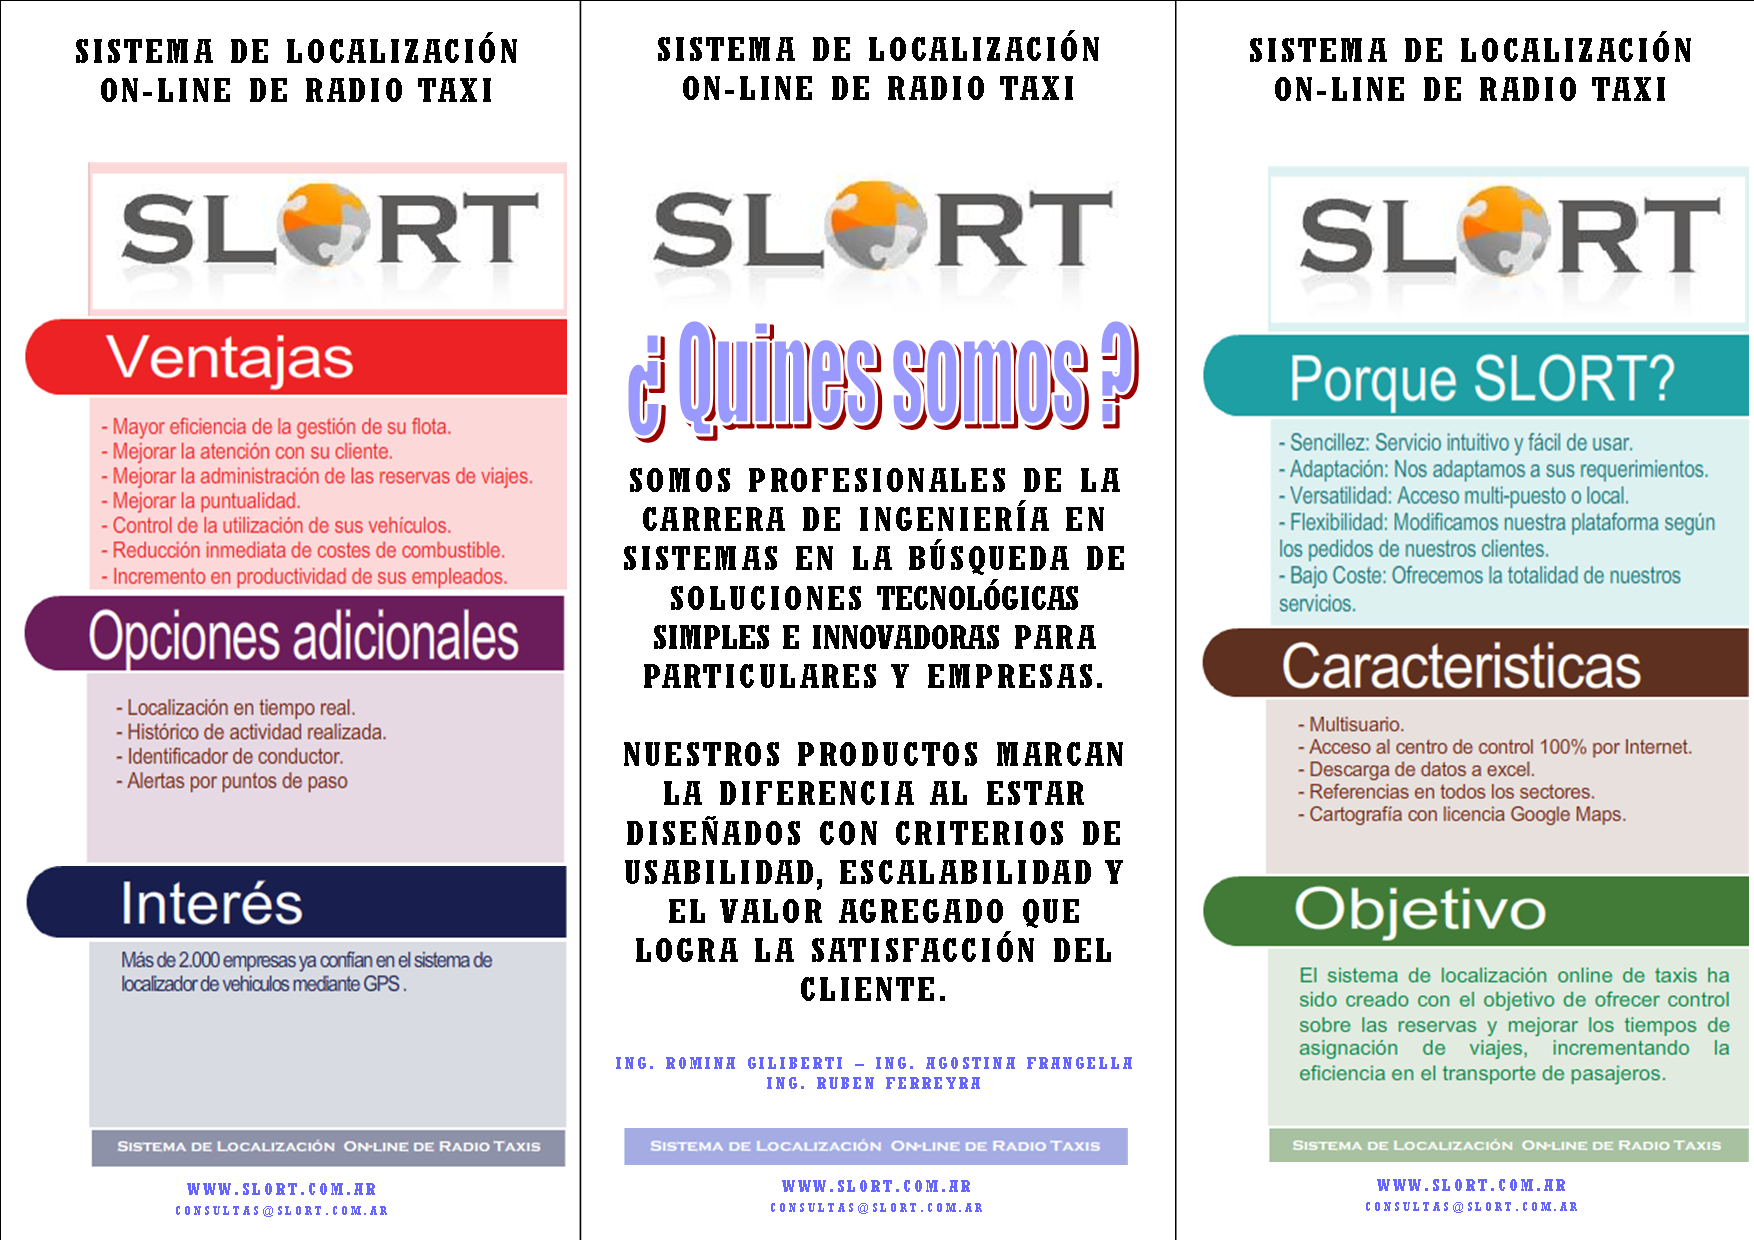 SISTEMA DE LOCALIZACIÓN
ON-LINE DE RADIO TAXI
SLORT
Ventajas
- Mayor eficiencia de la gestión de su flota.
- Mejorar la atención con su cliente.
- Mejorar la administración de las reservas de viajes.
- Mejorar la puntualidad.
- Control de la utilización de sus vehículos.
- Reducción inmediata de costes de combustible.
- Incremento en productividad de sus empleados.
Opciones adicionales
- Localización en tiempo real.
- Histórico de actividad realizada.
- Identificador de conductor.
- Alertas por puntos de paso
Interés
Más de 2.000 empresas ya confían en el sistema de
localizador de vehiculos mediante GPS .
Sistema de Localización On-line de Radio Taxis
WWW.SLORT.COM.AR
CONSULTAS@SLORT.COM.AR
SISTEMA DE LOCALIZACIÓN
ON-LINE DE RADIO TAXI
SLORT
¿ Quines somos ?
SOMOS PROFESIONALES DE LA
CARRERA DE INGENIERÍA EN
SISTEMAS EN LA BÚSQUEDA DE
SOLUCIONES TECNOLÓGICAS
SIMPLES E INNOVADORAS PARA
PARTICULARES Y EMPRESAS.
NUESTROS PRODUCTOS MARCAN
LA DIFERENCIA AL ESTAR
DISEÑADOS CON CRITERIOS DE
USABILIDAD, ESCALABILIDAD Y
EL VALOR AGREGADO QUE
LOGRA LA SATISFACCIÓN DEL
CLIENTE.
ING. ROMINA GILIBERTI – ING. AGOSTINA FRANGELLA
ING. RUBEN FERREYRA
Sistema de Localización On-line de Radio Taxis
WWW.SLORT.COM.AR
CONSULTAS@SLORT.COM.AR
SISTEMA DE LOCALIZACIÓN
ON-LINE DE RADIO TAXI
SLORT
Porque SLORT?
- Sencillez: Servicio intuitivo y fácil de usar.
- Adaptación: Nos adaptamos a sus requerimientos.
- Versatilidad: Acceso multi-puesto o local.
- Flexibilidad: Modificamos nuestra plataforma según
los pedidos de nuestros clientes.
- Bajo Coste: Ofrecemos la totalidad de nuestros
servicios.
Caracteristicas
- Multisuario.
- Acceso al centro de control 100% por Internet.
- Descarga de datos a excel.
- Referencias en todos los sectores.
- Cartografía con licencia Google Maps.
Objetivo
El sistema de localización online de taxis ha
sido creado con el objetivo de ofrecer control
sobre las reservas y mejorar los tiempos de
asignación de viajes, incrementando la
eficiencia en el transporte de pasajeros.
Sistema de Localización On-line de Radio Taxis
WWW.SLORT.COM.AR
CONSULTAS@SLORT.COM.AR